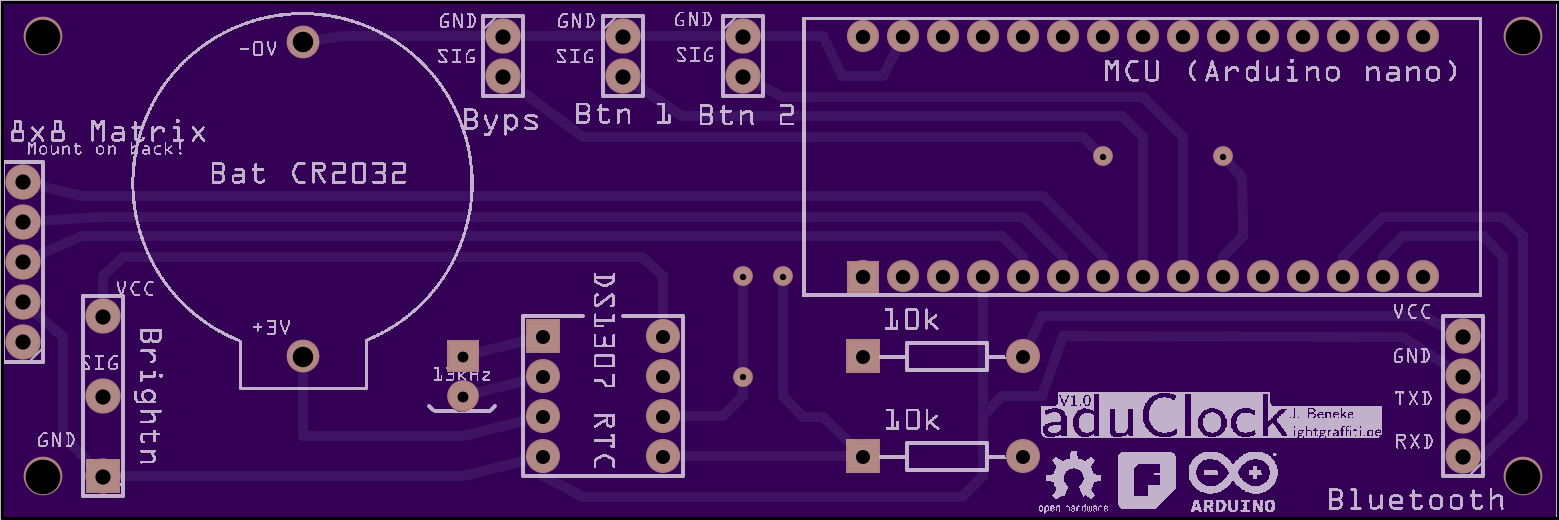 GND
SIG
Byps
GND
SIG
Btn 1
GND
SIG
Btn 2
MCU (Arduino nano)
-0V
Bat CR2032
+3V
8x8 Matrix
Mount on back!
VCC
SIG
GND
Brightn
13kHz
DS1307 RTC
10k
10k
V1.0
aduClock
J. Beneke
ightgraffiti.de
open hardware
ARDUINO
VCC
GND
TXD
RXD
Bluetooth